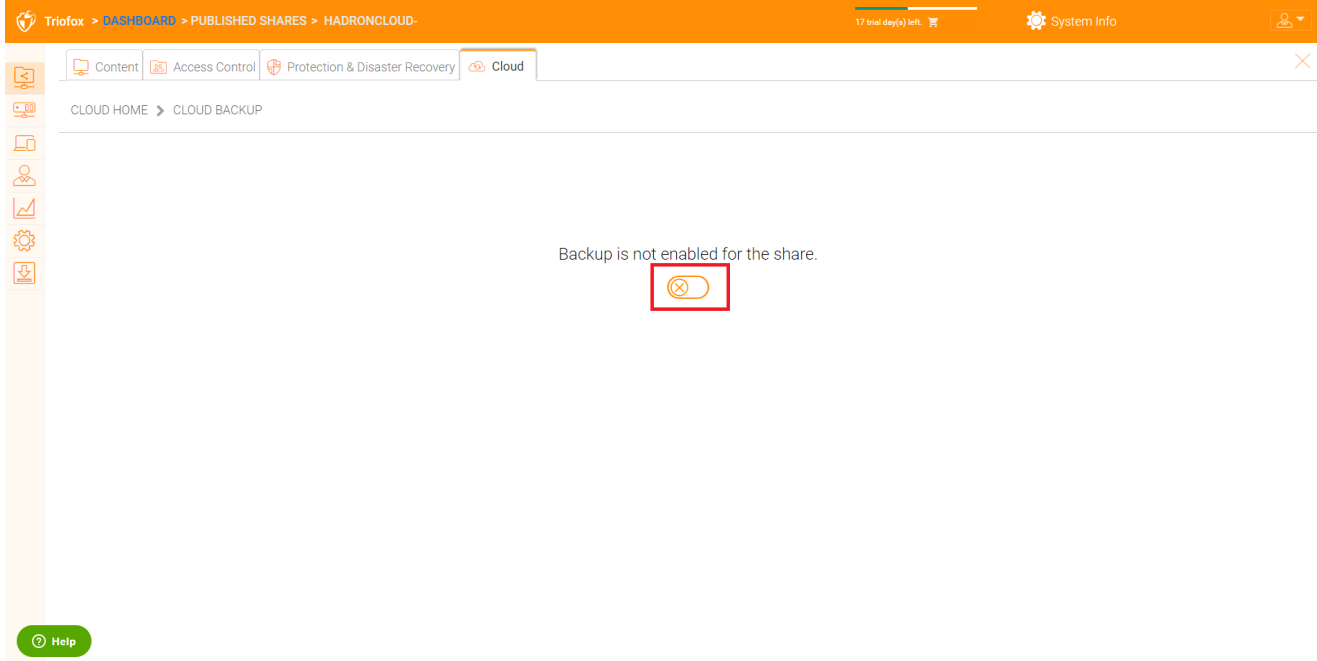 Triofox > DASHBOARD > PUBLISHED SHARES > HADRONCLOUD-
17 trial day(s) left
System Info
Content
Access Control
Protection & Disaster Recovery
Cloud
CLOUD HOME > CLOUD BACKUP
Backup is not enabled for the share.
? Help